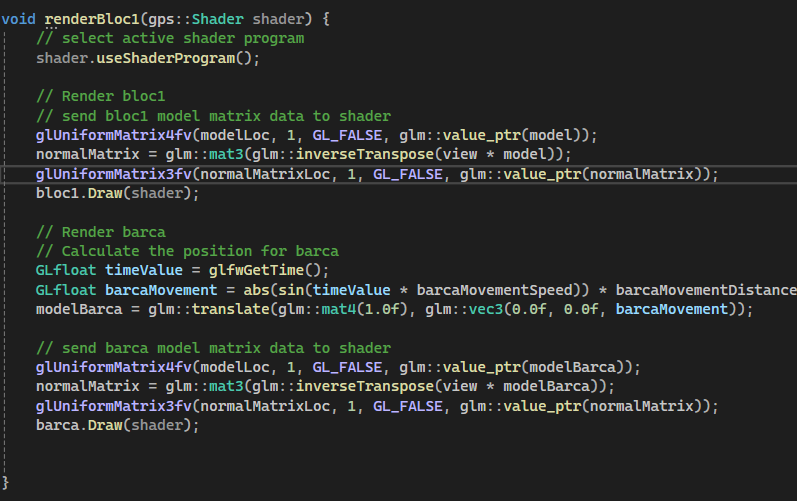 void renderBloc1(gps::Shader shader) {
// select active shader program
shader.useShaderProgram();
// Render bloc1
// send bloc1 model matrix data to shader
glUniformMatrix4fv(modelLoc, 1, GL_FALSE, glm::value_ptr(model));
normalMatrix = glm::mat3(glm::inverseTranspose(view * model));
glUniformMatrix3fv(normalMatrixLoc, 1, GL_FALSE, glm::value_ptr(normalMatrix));
bloc1.Draw(shader);
// Render barca
// Calculate the position for barca
GLfloat timeValue = glfwGetTime();
GLfloat barcaMovement = abs(sin(timeValue * barcaMovementSpeed)) * barcaMovementDistance
modelBarca = glm::translate(glm::mat4(1.0f), glm::vec3(0.0f, 0.0f, barcaMovement));
// send barca model matrix data to shader
glUniformMatrix4fv(modelLoc, 1, GL_FALSE, glm::value_ptr(modelBarca));
normalMatrix = glm::mat3(glm::inverseTranspose(view * modelBarca));
glUniformMatrix3fv(normalMatrixLoc, 1, GL_FALSE, glm::value_ptr(normalMatrix));
barca.Draw(shader);
}